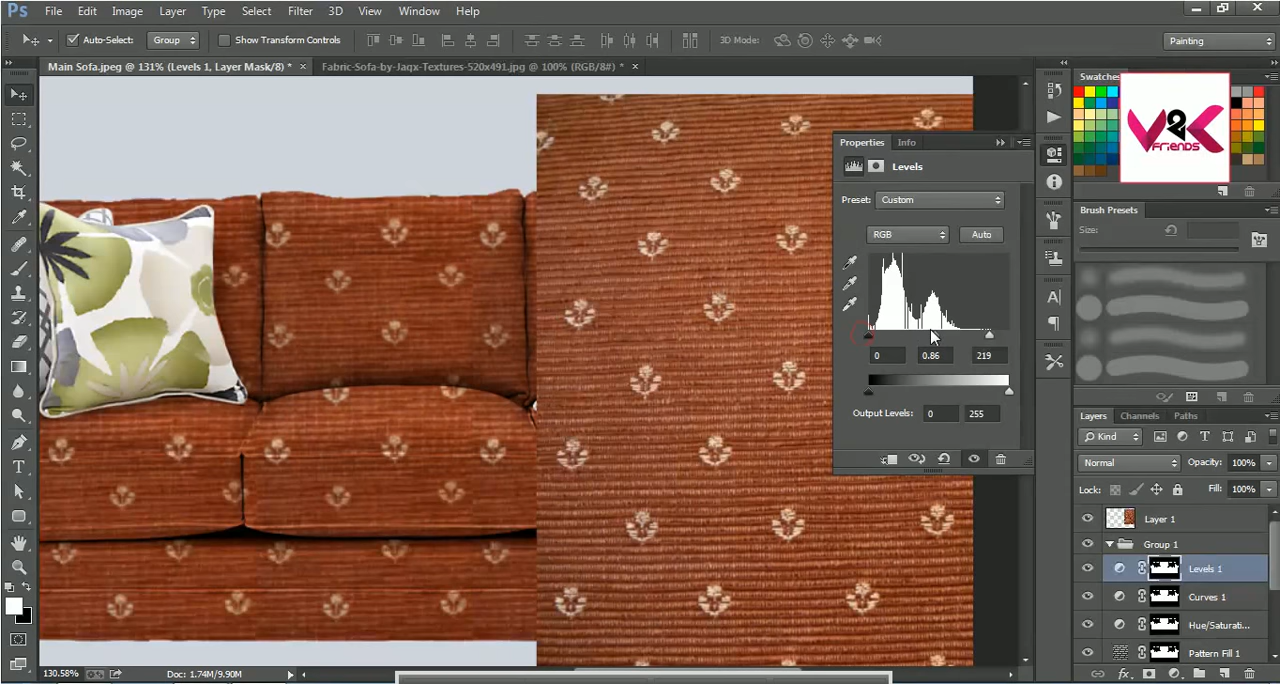 Ps File Edit Image Layer Type Select Filter 3D View Window Help
Auto-Select: Group Show Transform Controls 3D Mode: Painting
Main Sofa.jpeg @ 131% (Levels 1, Layer Mask/8) * × Fabric-Sofa-by-Jaqx-Textures-520x491.jpg @ 100% (RGB/8#) * ×
Swatches
V2K
Friends
Properties Info
Levels
Preset: Custom
RGB Auto
0 0.86 219
Output Levels: 0 255
Brush Presets
Size:
Layers Channels Paths
Kind
Normal Opacity: 100%
Lock: Fill: 100%
Layer 1
Group 1
Levels 1
Curves 1
Hue/Saturati...
Pattern Fill 1
130.58% Doc: 1.74M/9.90M